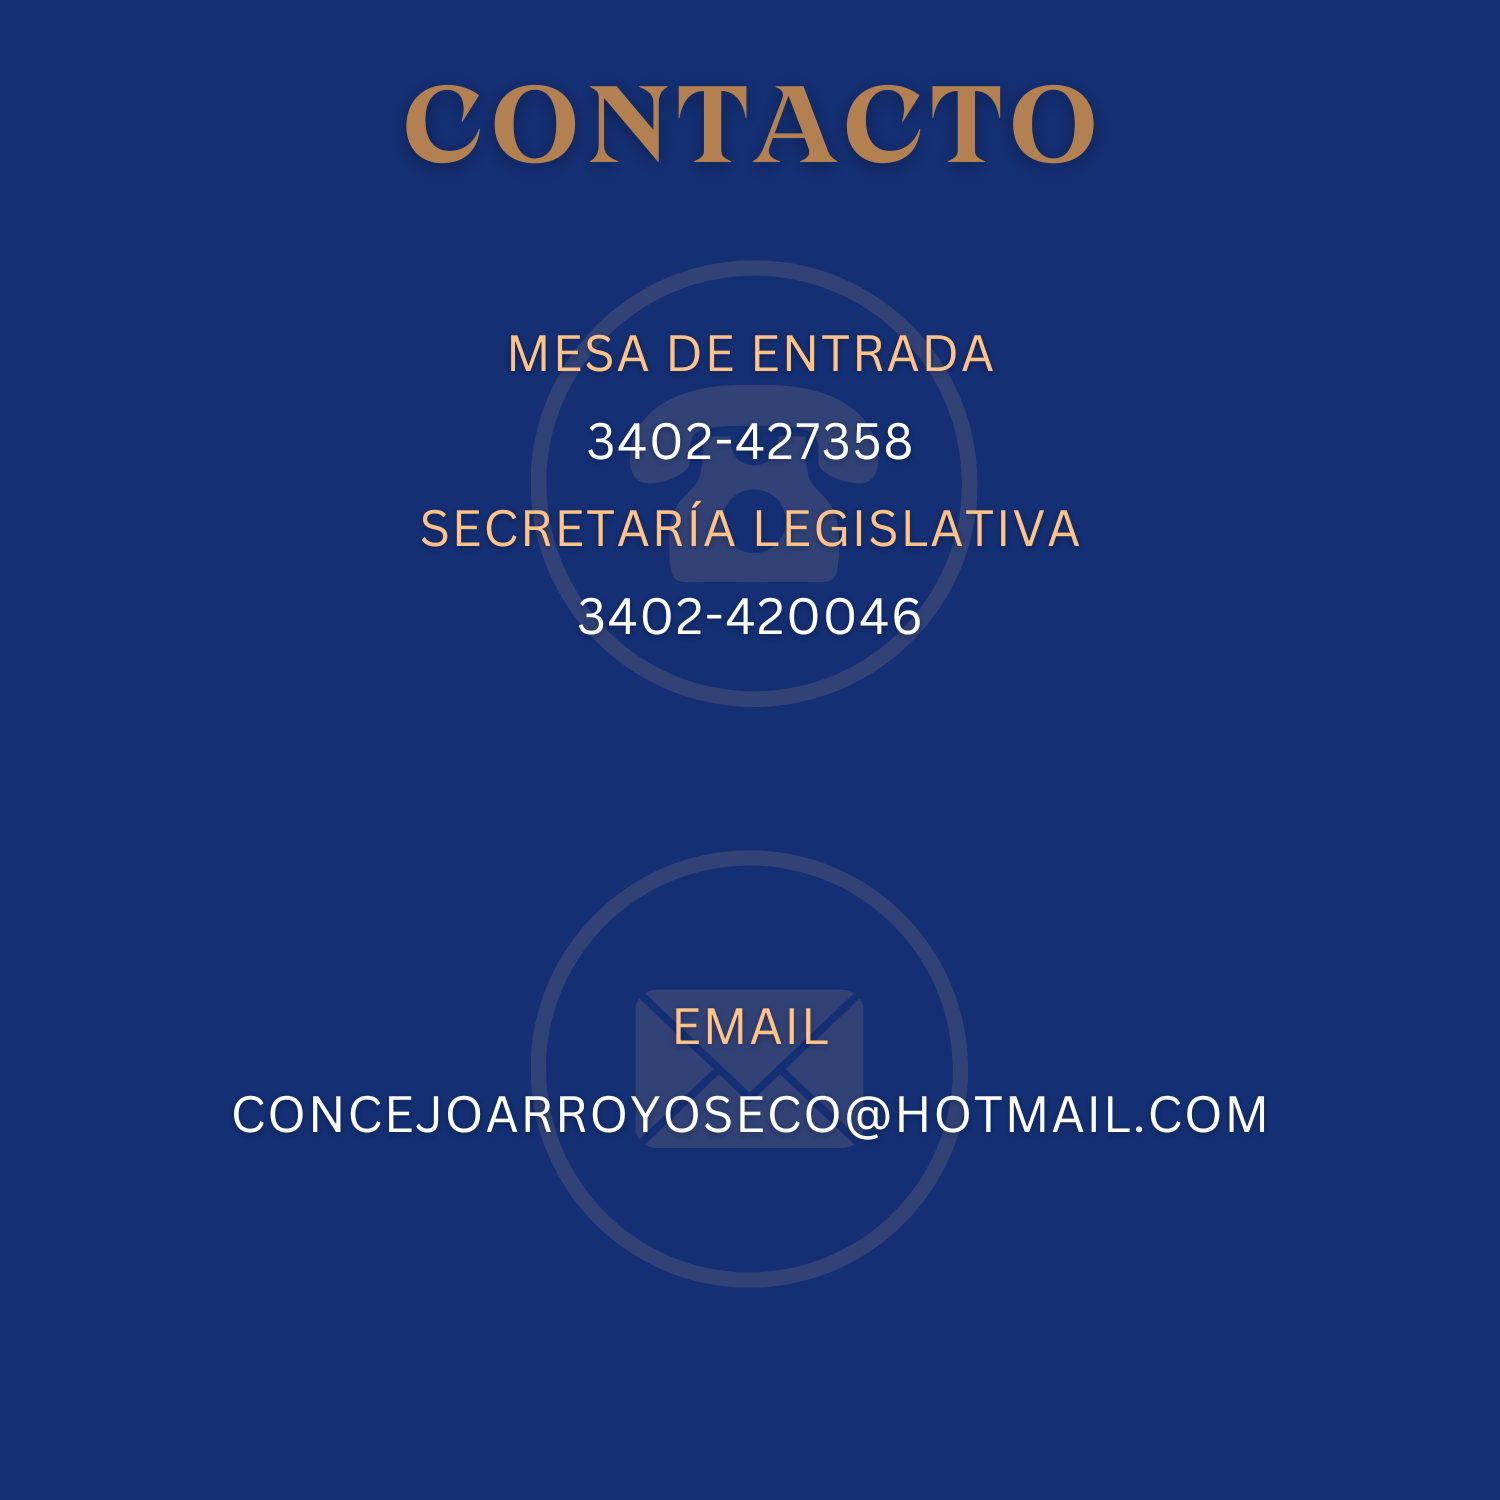 CONTACTO
MESA DE ENTRADA
3402-427358
SECRETARÍA LEGISLATIVA
3402-420046
EMAIL
CONCEJOARROYOSECO@HOTMAIL.COM